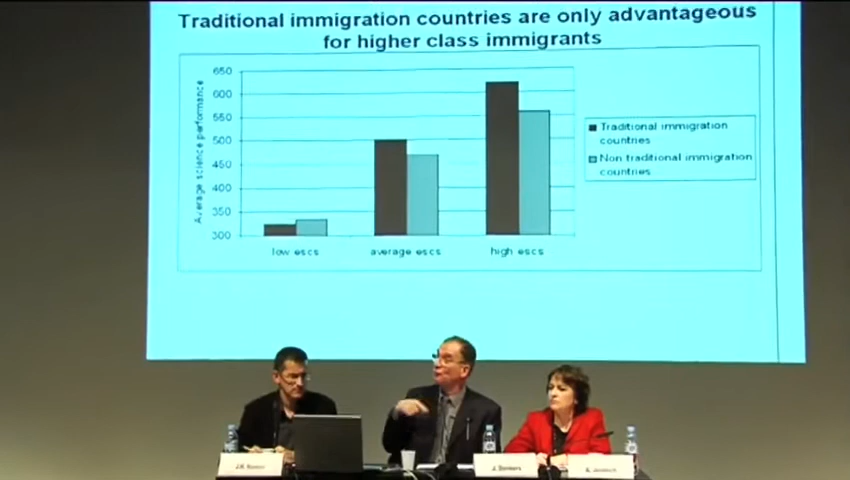 Traditional immigration countries are only advantageous
for higher class immigrants
Average science performance
650
600
550
500
450
400
350
300
low escs
average escs
high escs
Traditional immigration
countries
Non traditional immigration
countries
J. Dronkers